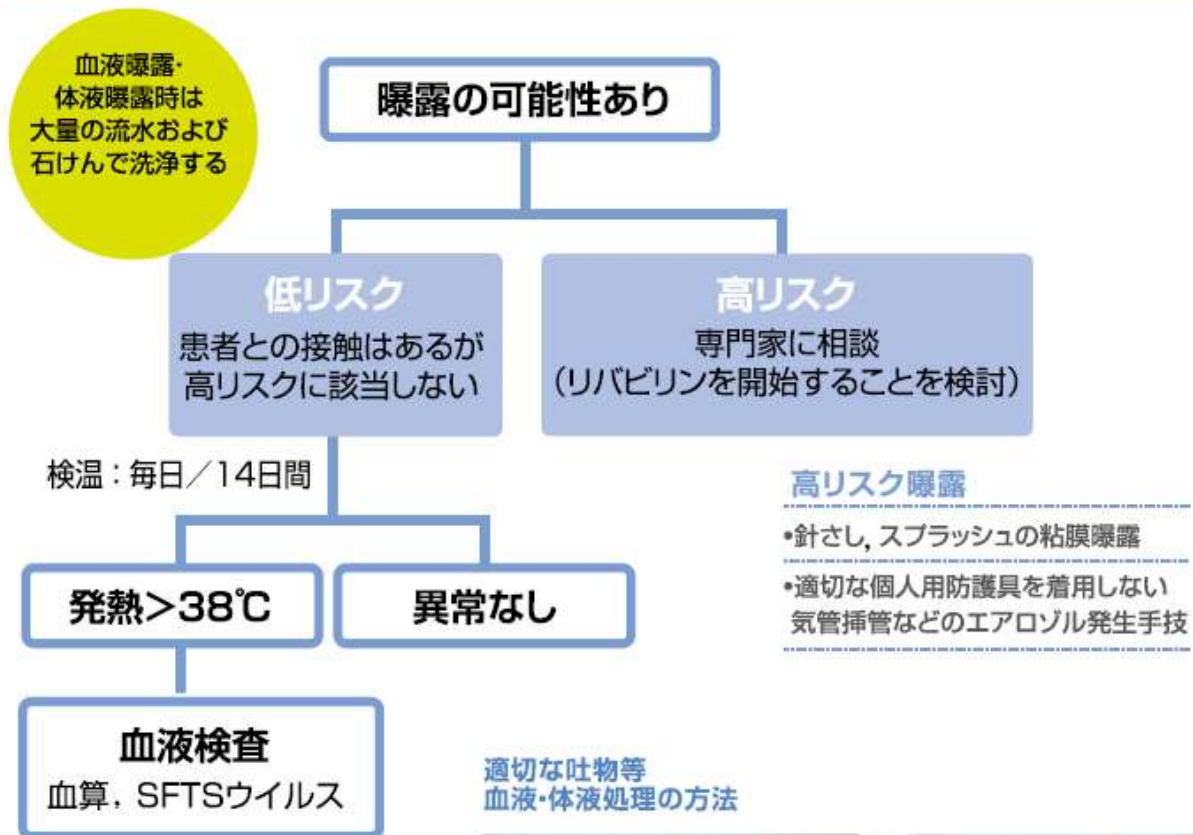 血液曝露・
体液曝露時は
大量の流水および
石けんで洗浄する
曝露の可能性あり
低リスク
患者との接触はあるが
高リスクに該当しない
高リスク
専門家に相談
(リバビリンを開始することを検討)
検温：毎日／14日間
発熱＞38℃
異常なし
血液検査
血算，SFTSウイルス
高リスク曝露
•針さし，スプラッシュの粘膜曝露
•適切な個人用防護具を着用しない
気管挿管などのエアロゾル発生手技
適切な吐物等
血液・体液処理の方法